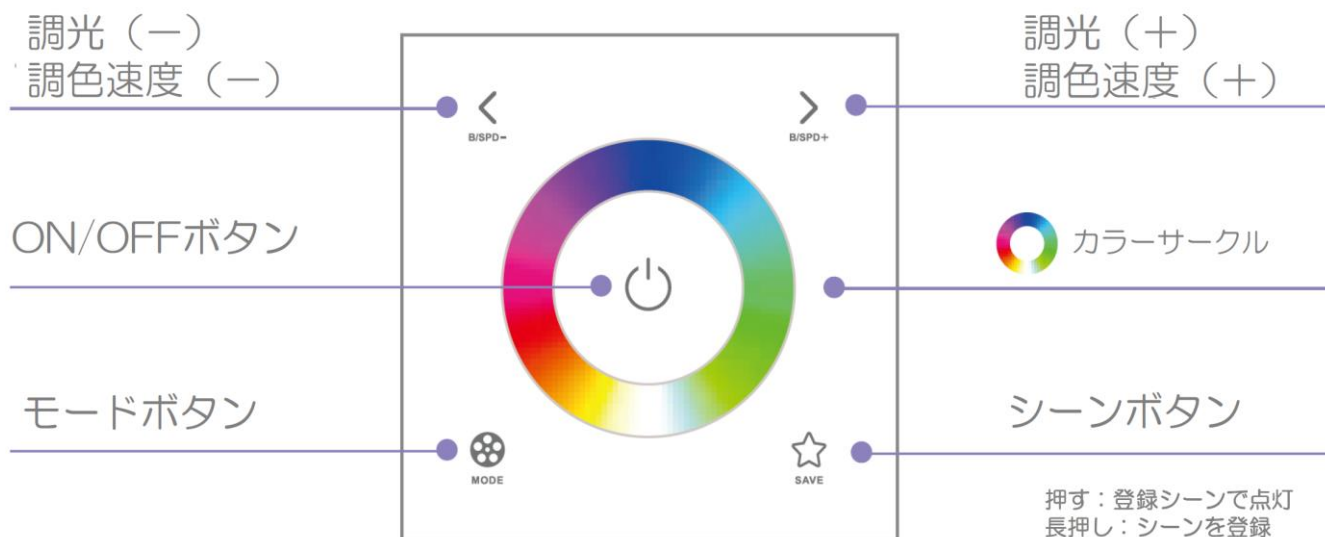 調光（－）
調色速度（－）
調光（＋）
調色速度（＋）
B/SPD−
B/SPD+
ON/OFFボタン
カラーサークル
モードボタン
シーンボタン
MODE
SAVE
押す：登録シーンで点灯
長押し：シーンを登録